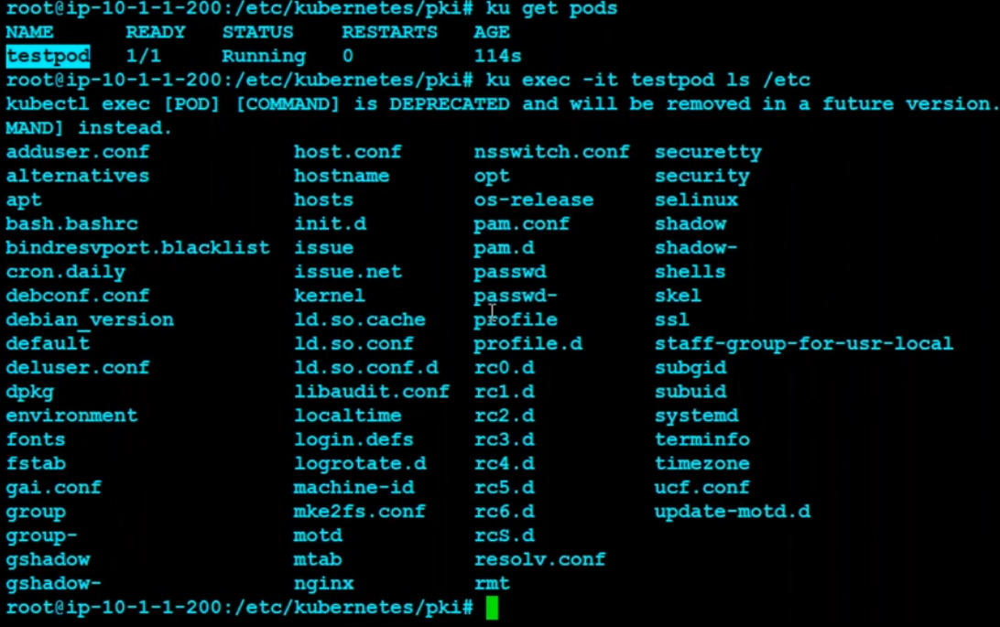 root@ip-10-1-1-200:/etc/kubernetes/pki# ku get pods
NAME READY STATUS RESTARTS AGE
testpod 1/1 Running 0 114s
root@ip-10-1-1-200:/etc/kubernetes/pki# ku exec -it testpod ls /etc
kubectl exec [POD] [COMMAND] is DEPRECATED and will be removed in a future version.
MAND] instead.
adduser.conf host.conf nsswitch.conf securetty
alternatives hostname opt security
apt hosts os-release selinux
bash.bashrc init.d pam.conf shadow
bindresvport.blacklist issue pam.d shadow-
cron.daily issue.net passwd shells
debconf.conf kernel passwd- skel
debian_version ld.so.cache profile ssl
default ld.so.conf profile.d staff-group-for-usr-local
deluser.conf ld.so.conf.d rc0.d subgid
dpkg libaudit.conf rc1.d subuid
environment localtime rc2.d systemd
fonts login.defs rc3.d terminfo
fstab logrotate.d rc4.d timezone
gai.conf machine-id rc5.d ucf.conf
group mke2fs.conf rc6.d update-motd.d
group- motd rcS.d
gshadow mtab resolv.conf
gshadow- nginx rmt
root@ip-10-1-1-200:/etc/kubernetes/pki#